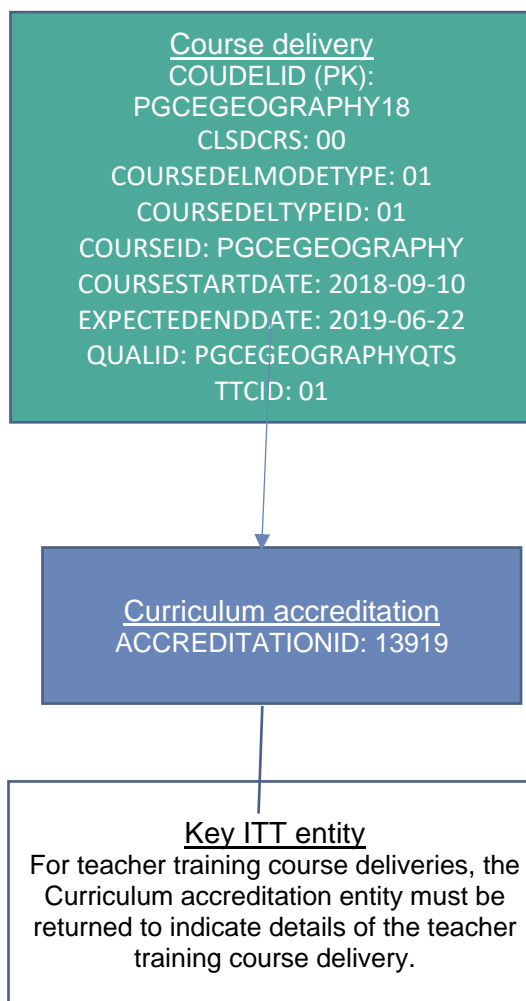 Course delivery
COUDELID (PK):
PGCEGEOGRAPHY18
CLSDCRS: 00
COURSEDELMODETYPE: 01
COURSEDELTYPEID: 01
COURSEID: PGCEGEOGRAPHY
COURSESTARTDATE: 2018-09-10
EXPECTEDENDDATE: 2019-06-22
QUALID: PGCEGEOGRAPHYQTS
TTCID: 01
Curriculum accreditation
ACCREDITATIONID: 13919
Key ITT entity
For teacher training course deliveries, the
Curriculum accreditation entity must be
returned to indicate details of the teacher
training course delivery.